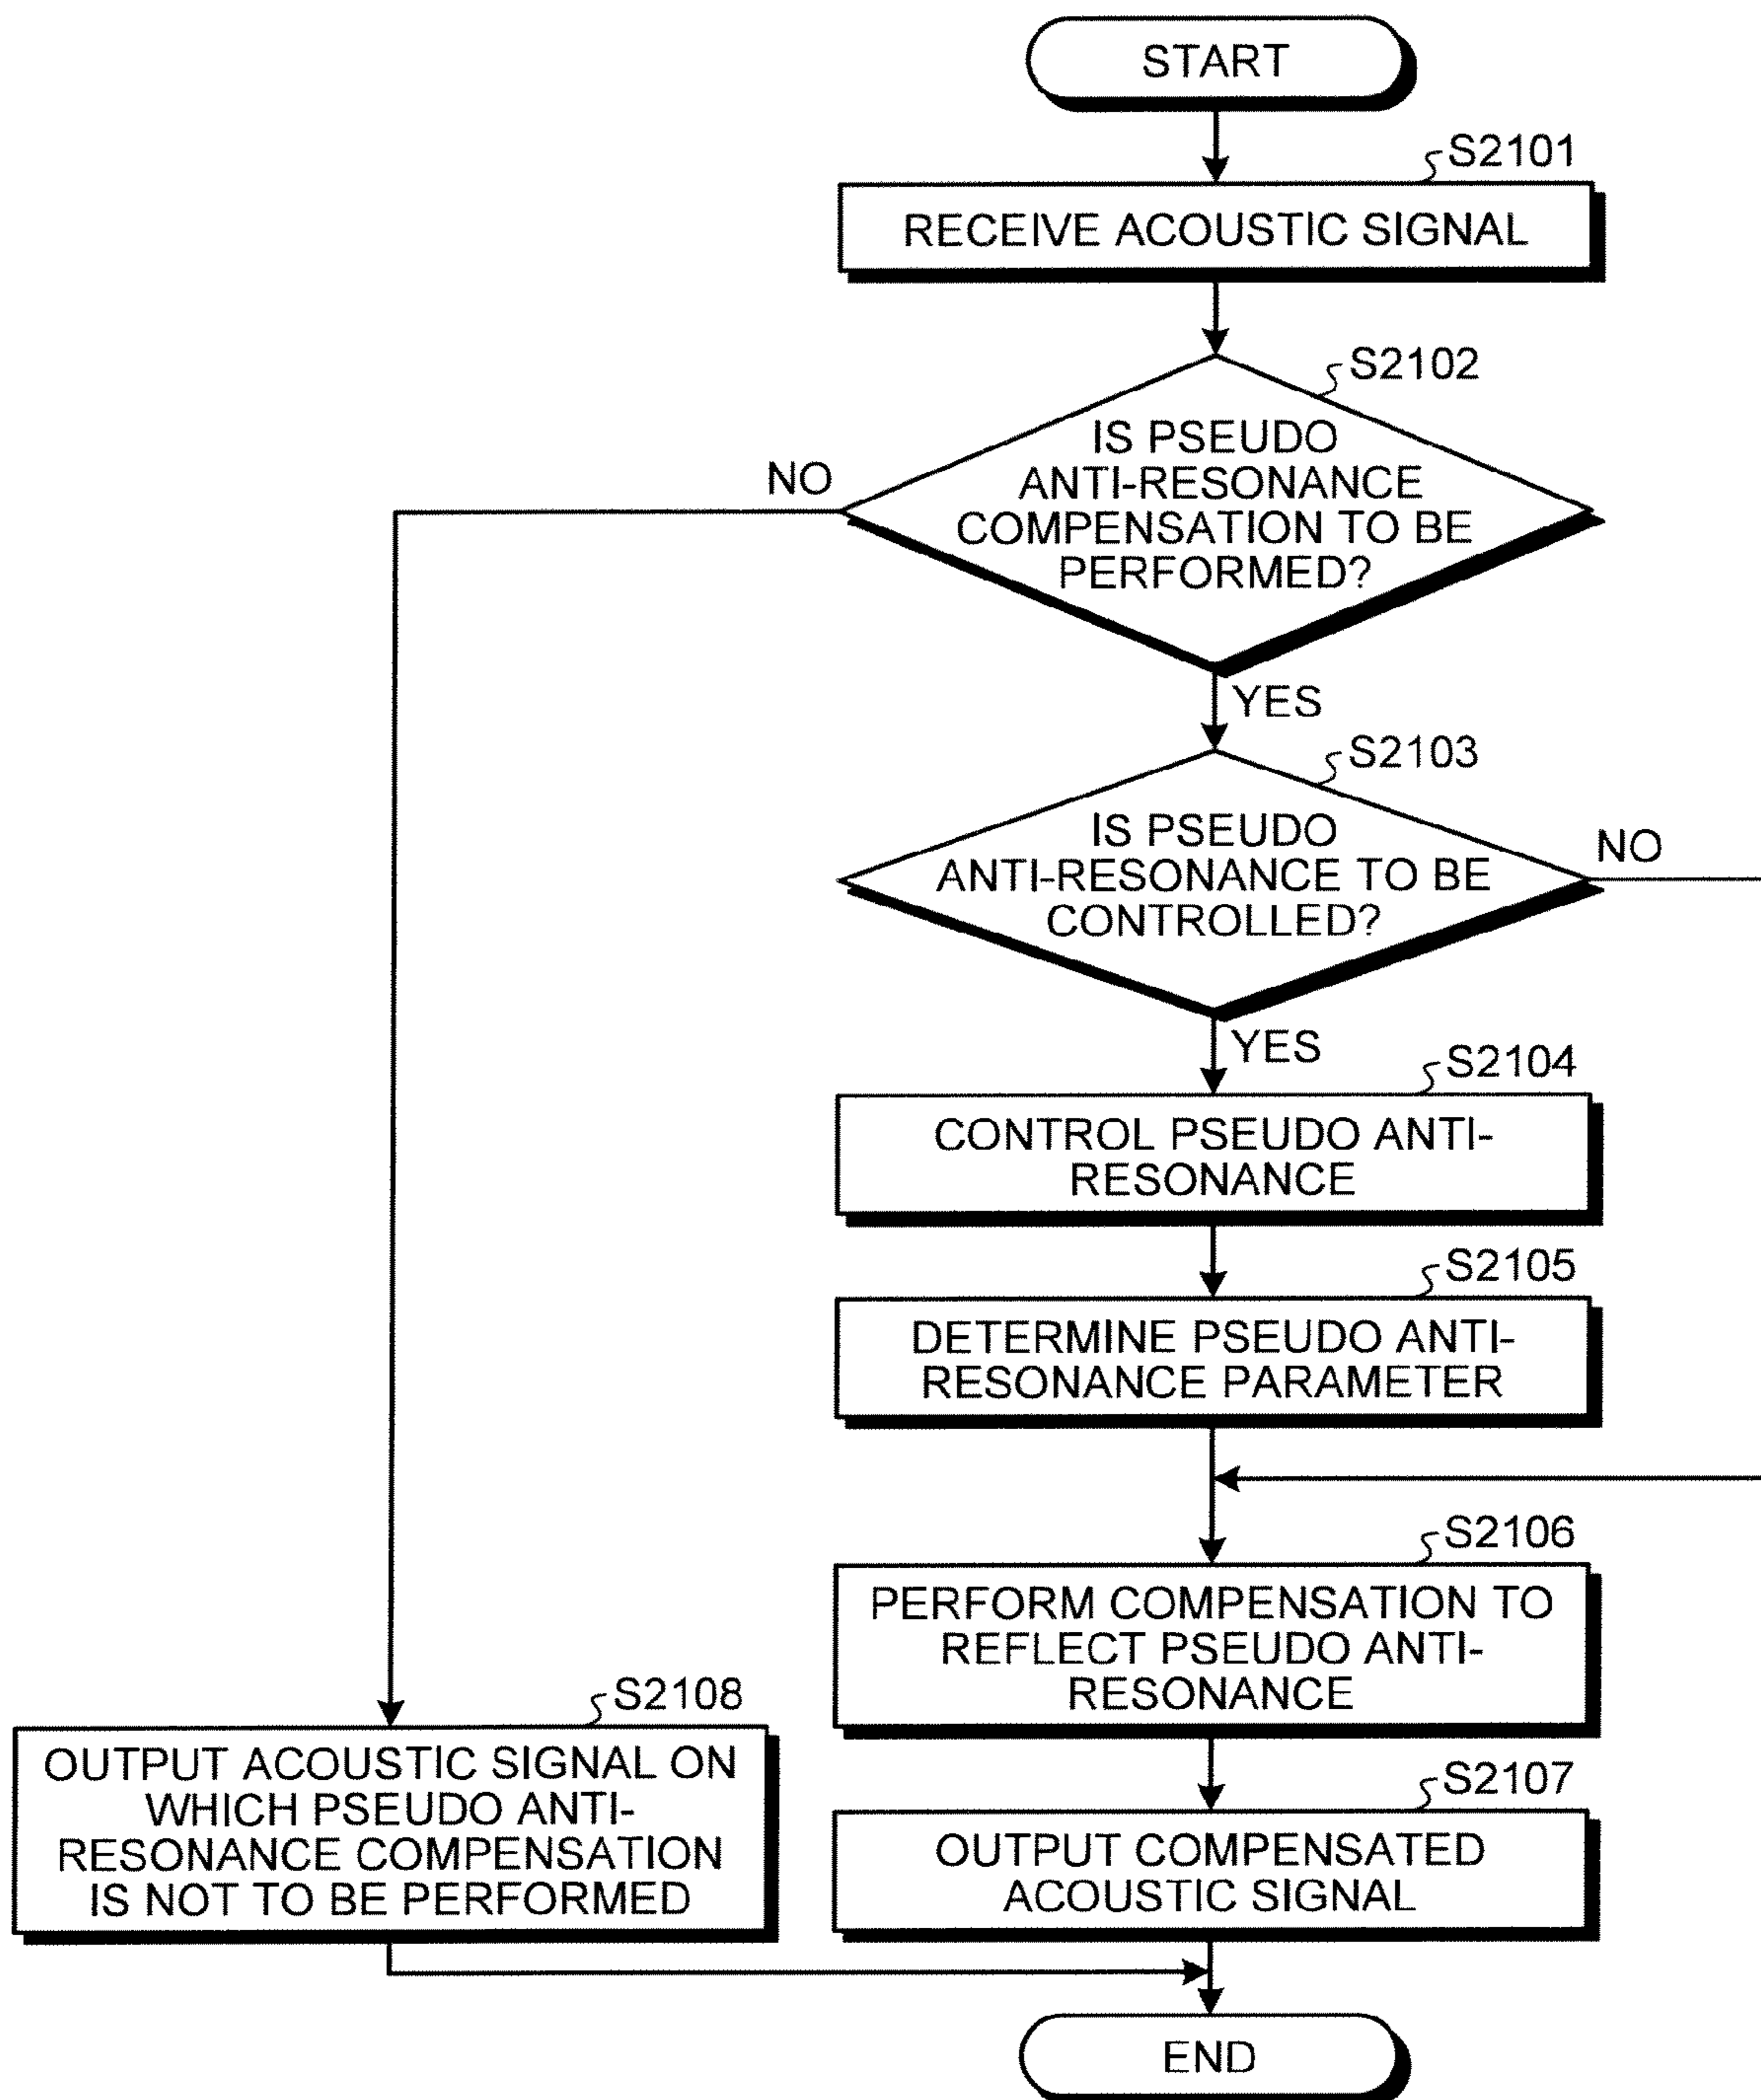 START
S2101
RECEIVE ACOUSTIC SIGNAL
S2102
IS PSEUDO
ANTI-RESONANCE
COMPENSATION TO BE
PERFORMED?
NO
YES
S2103
IS PSEUDO
ANTI-RESONANCE TO BE
CONTROLLED?
NO
YES
S2104
CONTROL PSEUDO ANTI-
RESONANCE
S2105
DETERMINE PSEUDO ANTI-
RESONANCE PARAMETER
S2106
PERFORM COMPENSATION TO
REFLECT PSEUDO ANTI-
RESONANCE
S2108
OUTPUT ACOUSTIC SIGNAL ON
WHICH PSEUDO ANTI-
RESONANCE COMPENSATION
IS NOT TO BE PERFORMED
S2107
OUTPUT COMPENSATED
ACOUSTIC SIGNAL
END